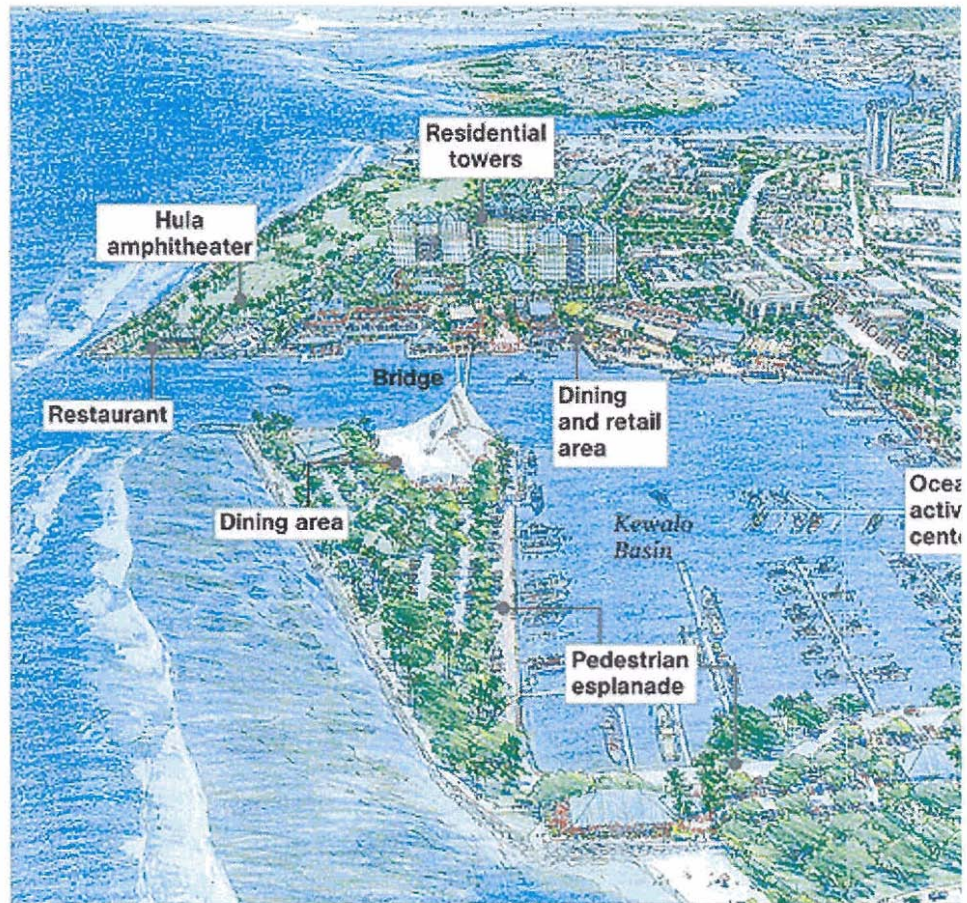 Residential
towers
Hula
amphitheater
Bridge
Restaurant
Dining
and retail
area
Dining area
Kewalo
Basin
Pedestrian
esplanade